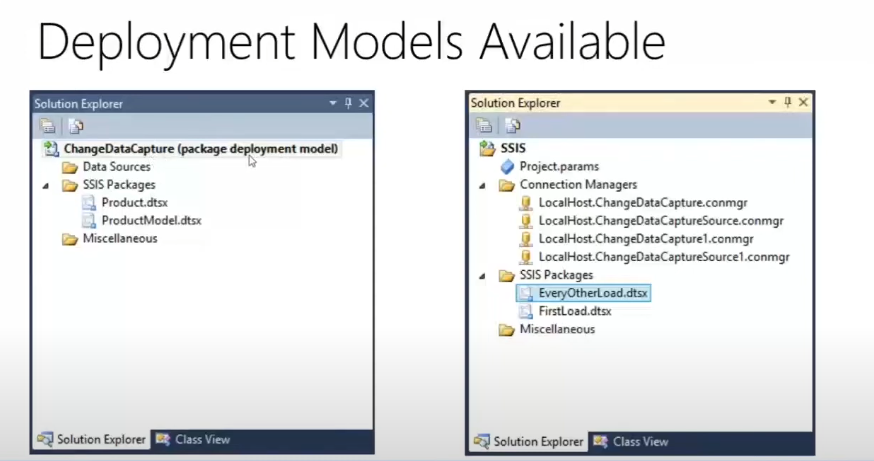 Deployment Models Available
Solution Explorer
ChangeDataCapture (package deployment model)
Data Sources
SSIS Packages
Product.dtsx
ProductModel.dtsx
Miscellaneous
Solution Explorer
Class View
Solution Explorer
SSIS
Project.params
Connection Managers
LocalHost.ChangeDataCapture.conmgr
LocalHost.ChangeDataCaptureSource.conmgr
LocalHost.ChangeDataCapture1.conmgr
LocalHost.ChangeDataCaptureSource1.conmgr
SSIS Packages
EveryOtherLoad.dtsx
FirstLoad.dtsx
Miscellaneous
Solution Explorer
Class View